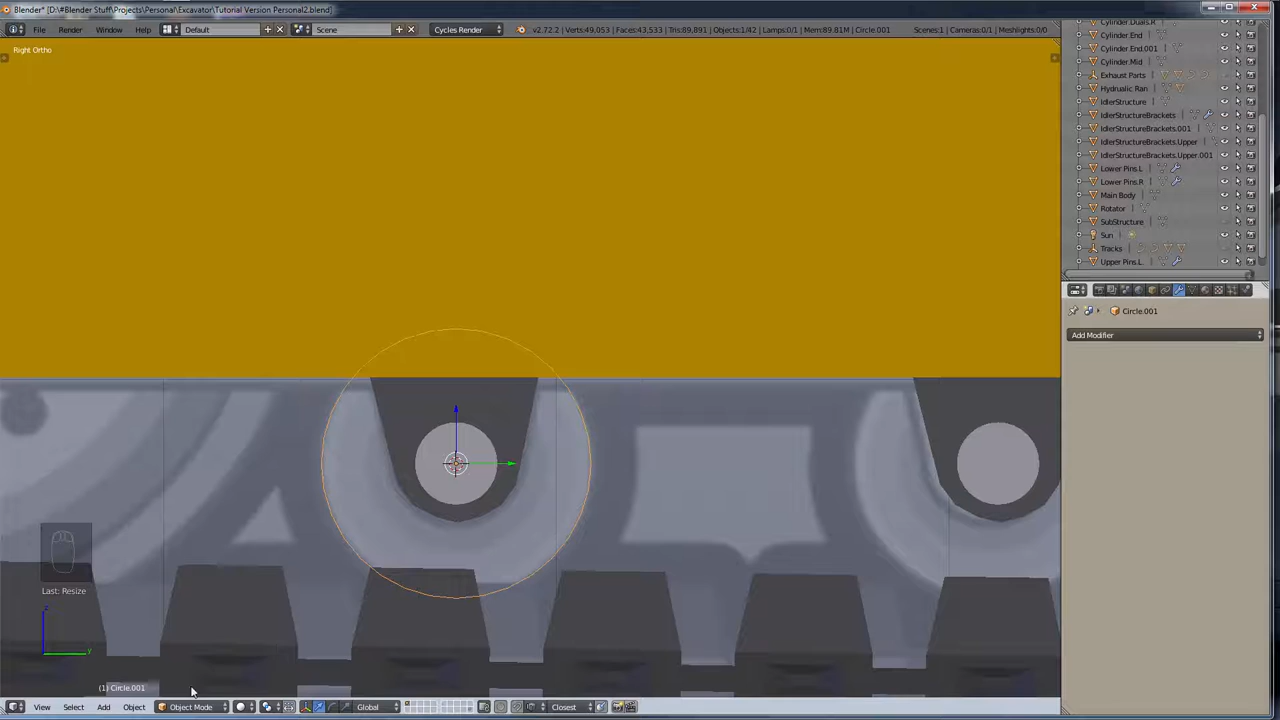 Blender* [D:\#Blender Stuff\Projects\Personal\Excavator\Tutorial Version Personal2.blend]
File Render Window Help Default Scene Cycles Render v2.72.2 | Verts:49,053 | Faces:43,533 | Tris:89,891 | Objects:1/42 | Lamps:0/1 | Mem:89.81M | Circle.001 Scenes:1 | Cameras:0/1 | Meshlights:0/0
Right Ortho
Cylinder.Duals.R
Cylinder.End
Cylinder.End.001
Cylinder.Mid
Exhaust Parts
Hydrualic Ran
IdlerStructure
IdlerStructureBrackets
IdlerStructureBrackets.001
IdlerStructureBrackets.Upper
IdlerStructureBrackets.Upper.001
Lower Pins.L
Lower Pins.R
Main Body
Rotator
SubStructure
Sun
Tracks
Upper Pins.L.
Circle.001
Add Modifier
Last: Resize
z
y
(1) Circle.001
View Select Add Object Object Mode Global Closest